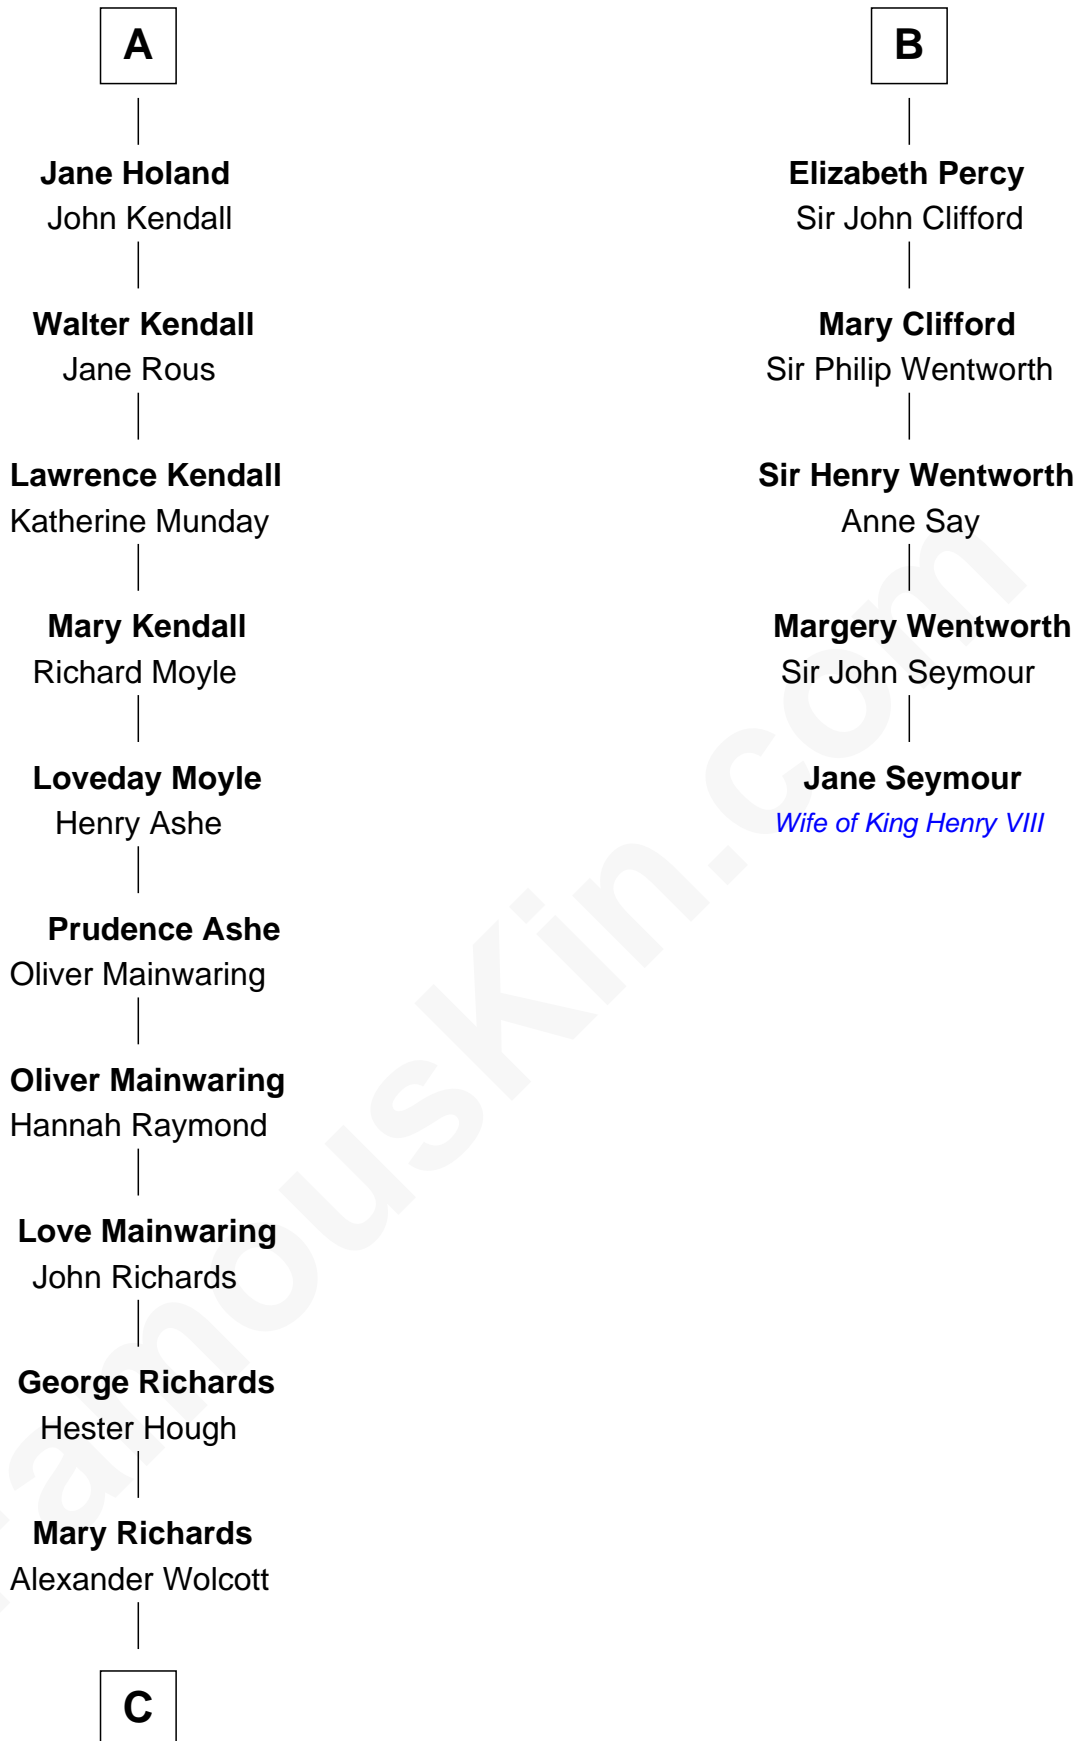 A
Jane Holand
John Kendall
Walter Kendall
Jane Rous
Lawrence Kendall
Katherine Munday
Mary Kendall
Richard Moyle
Loveday Moyle
Henry Ashe
Prudence Ashe
Oliver Mainwaring
Oliver Mainwaring
Hannah Raymond
Love Mainwaring
John Richards
George Richards
Hester Hough
Mary Richards
Alexander Wolcott
C
B
Elizabeth Percy
Sir John Clifford
Mary Clifford
Sir Philip Wentworth
Sir Henry Wentworth
Anne Say
Margery Wentworth
Sir John Seymour
Jane Seymour
Wife of King Henry VIII
FamousKin.com